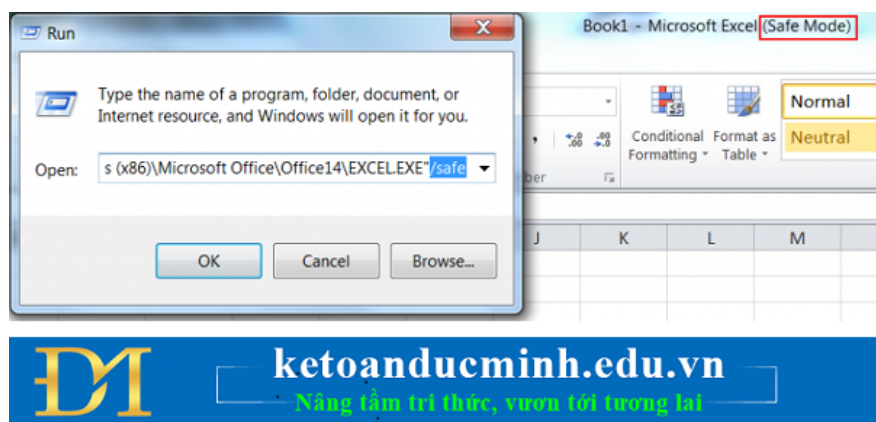 Run
Book1 - Microsoft Excel (Safe Mode)
Type the name of a program, folder, document, or
Internet resource, and Windows will open it for you.
Open:
s (x86)\Microsoft Office\Office14\EXCEL.EXE"/safe
OK
Cancel
Browse...
Conditional
Formatting
Format as
Table
Normal
Neutral
ber
J
K
L
M
ĐM
ketoanducminh.edu.vn
Nâng tầm tri thức, vươn tới tương lai